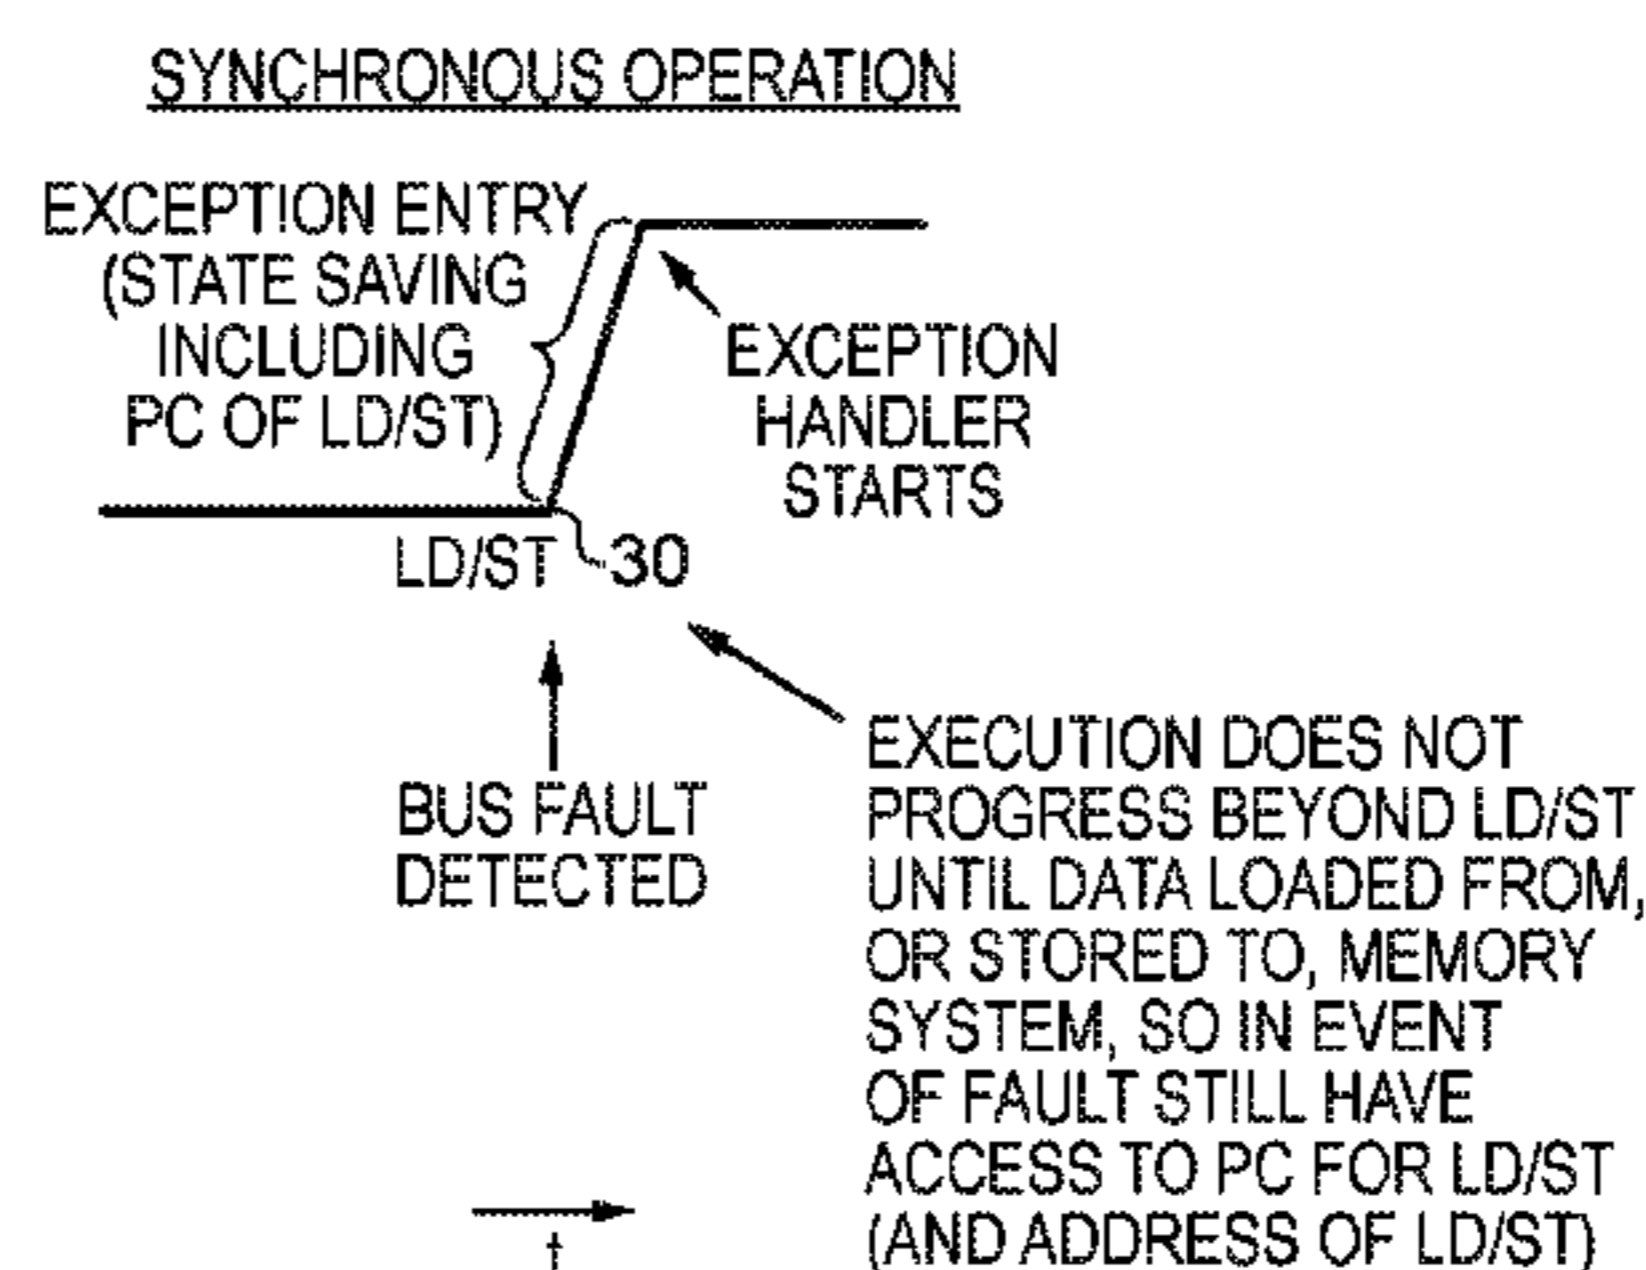 SYNCHRONOUS OPERATION
EXCEPTION ENTRY
(STATE SAVING
INCLUDING
PC OF LD/ST)
EXCEPTION
HANDLER
STARTS
LD/ST
30
BUS FAULT
DETECTED
EXECUTION DOES NOT
PROGRESS BEYOND LD/ST
UNTIL DATA LOADED FROM,
OR STORED TO, MEMORY
SYSTEM, SO IN EVENT
OF FAULT STILL HAVE
ACCESS TO PC FOR LD/ST
(AND ADDRESS OF LD/ST)
t